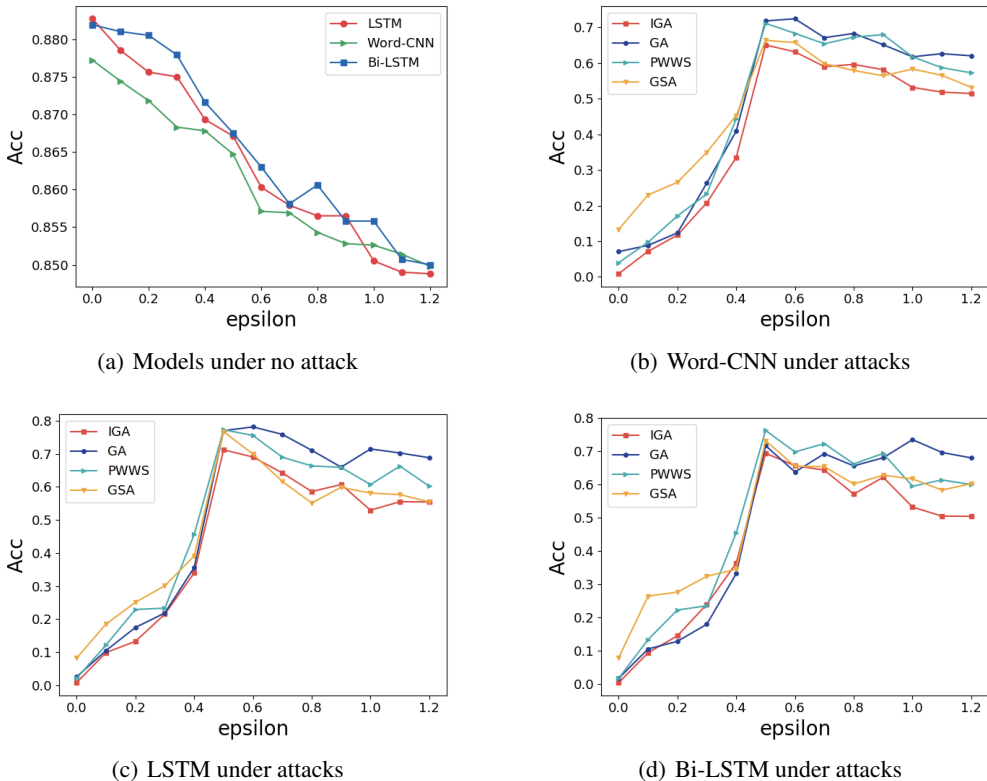 0.880
0.875
0.870
0.865
0.860
0.855
0.850
Acc
LSTM
Word-CNN
Bi-LSTM
0.0 0.2 0.4 0.6 0.8 1.0 1.2
epsilon
(a) Models under no attack
0.7
0.6
0.5
0.4
0.3
0.2
0.1
0.0
Acc
IGA
GA
PWWS
GSA
0.0 0.2 0.4 0.6 0.8 1.0 1.2
epsilon
(b) Word-CNN under attacks
0.8
0.7
0.6
0.5
0.4
0.3
0.2
0.1
0.0
Acc
IGA
GA
PWWS
GSA
0.0 0.2 0.4 0.6 0.8 1.0 1.2
epsilon
(c) LSTM under attacks
0.8
0.7
0.6
0.5
0.4
0.3
0.2
0.1
0.0
Acc
IGA
GA
PWWS
GSA
0.0 0.2 0.4 0.6 0.8 1.0 1.2
epsilon
(d) Bi-LSTM under attacks